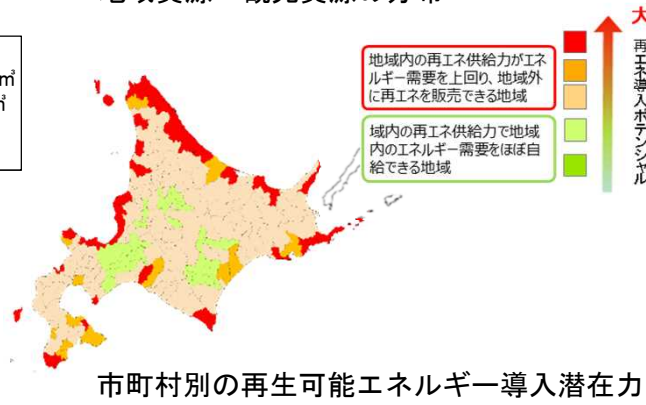 大
㎡
㎡
地域内の再エネ供給力がエネ
ルギー需要を上回り、地域外
に再エネを販売できる地域
域内の再エネ供給力で地域
内のエネルギー需要をほぼ自
給できる地域
再エネ導入ポテンシャル
市町村別の再生可能エネルギー導入潜在力